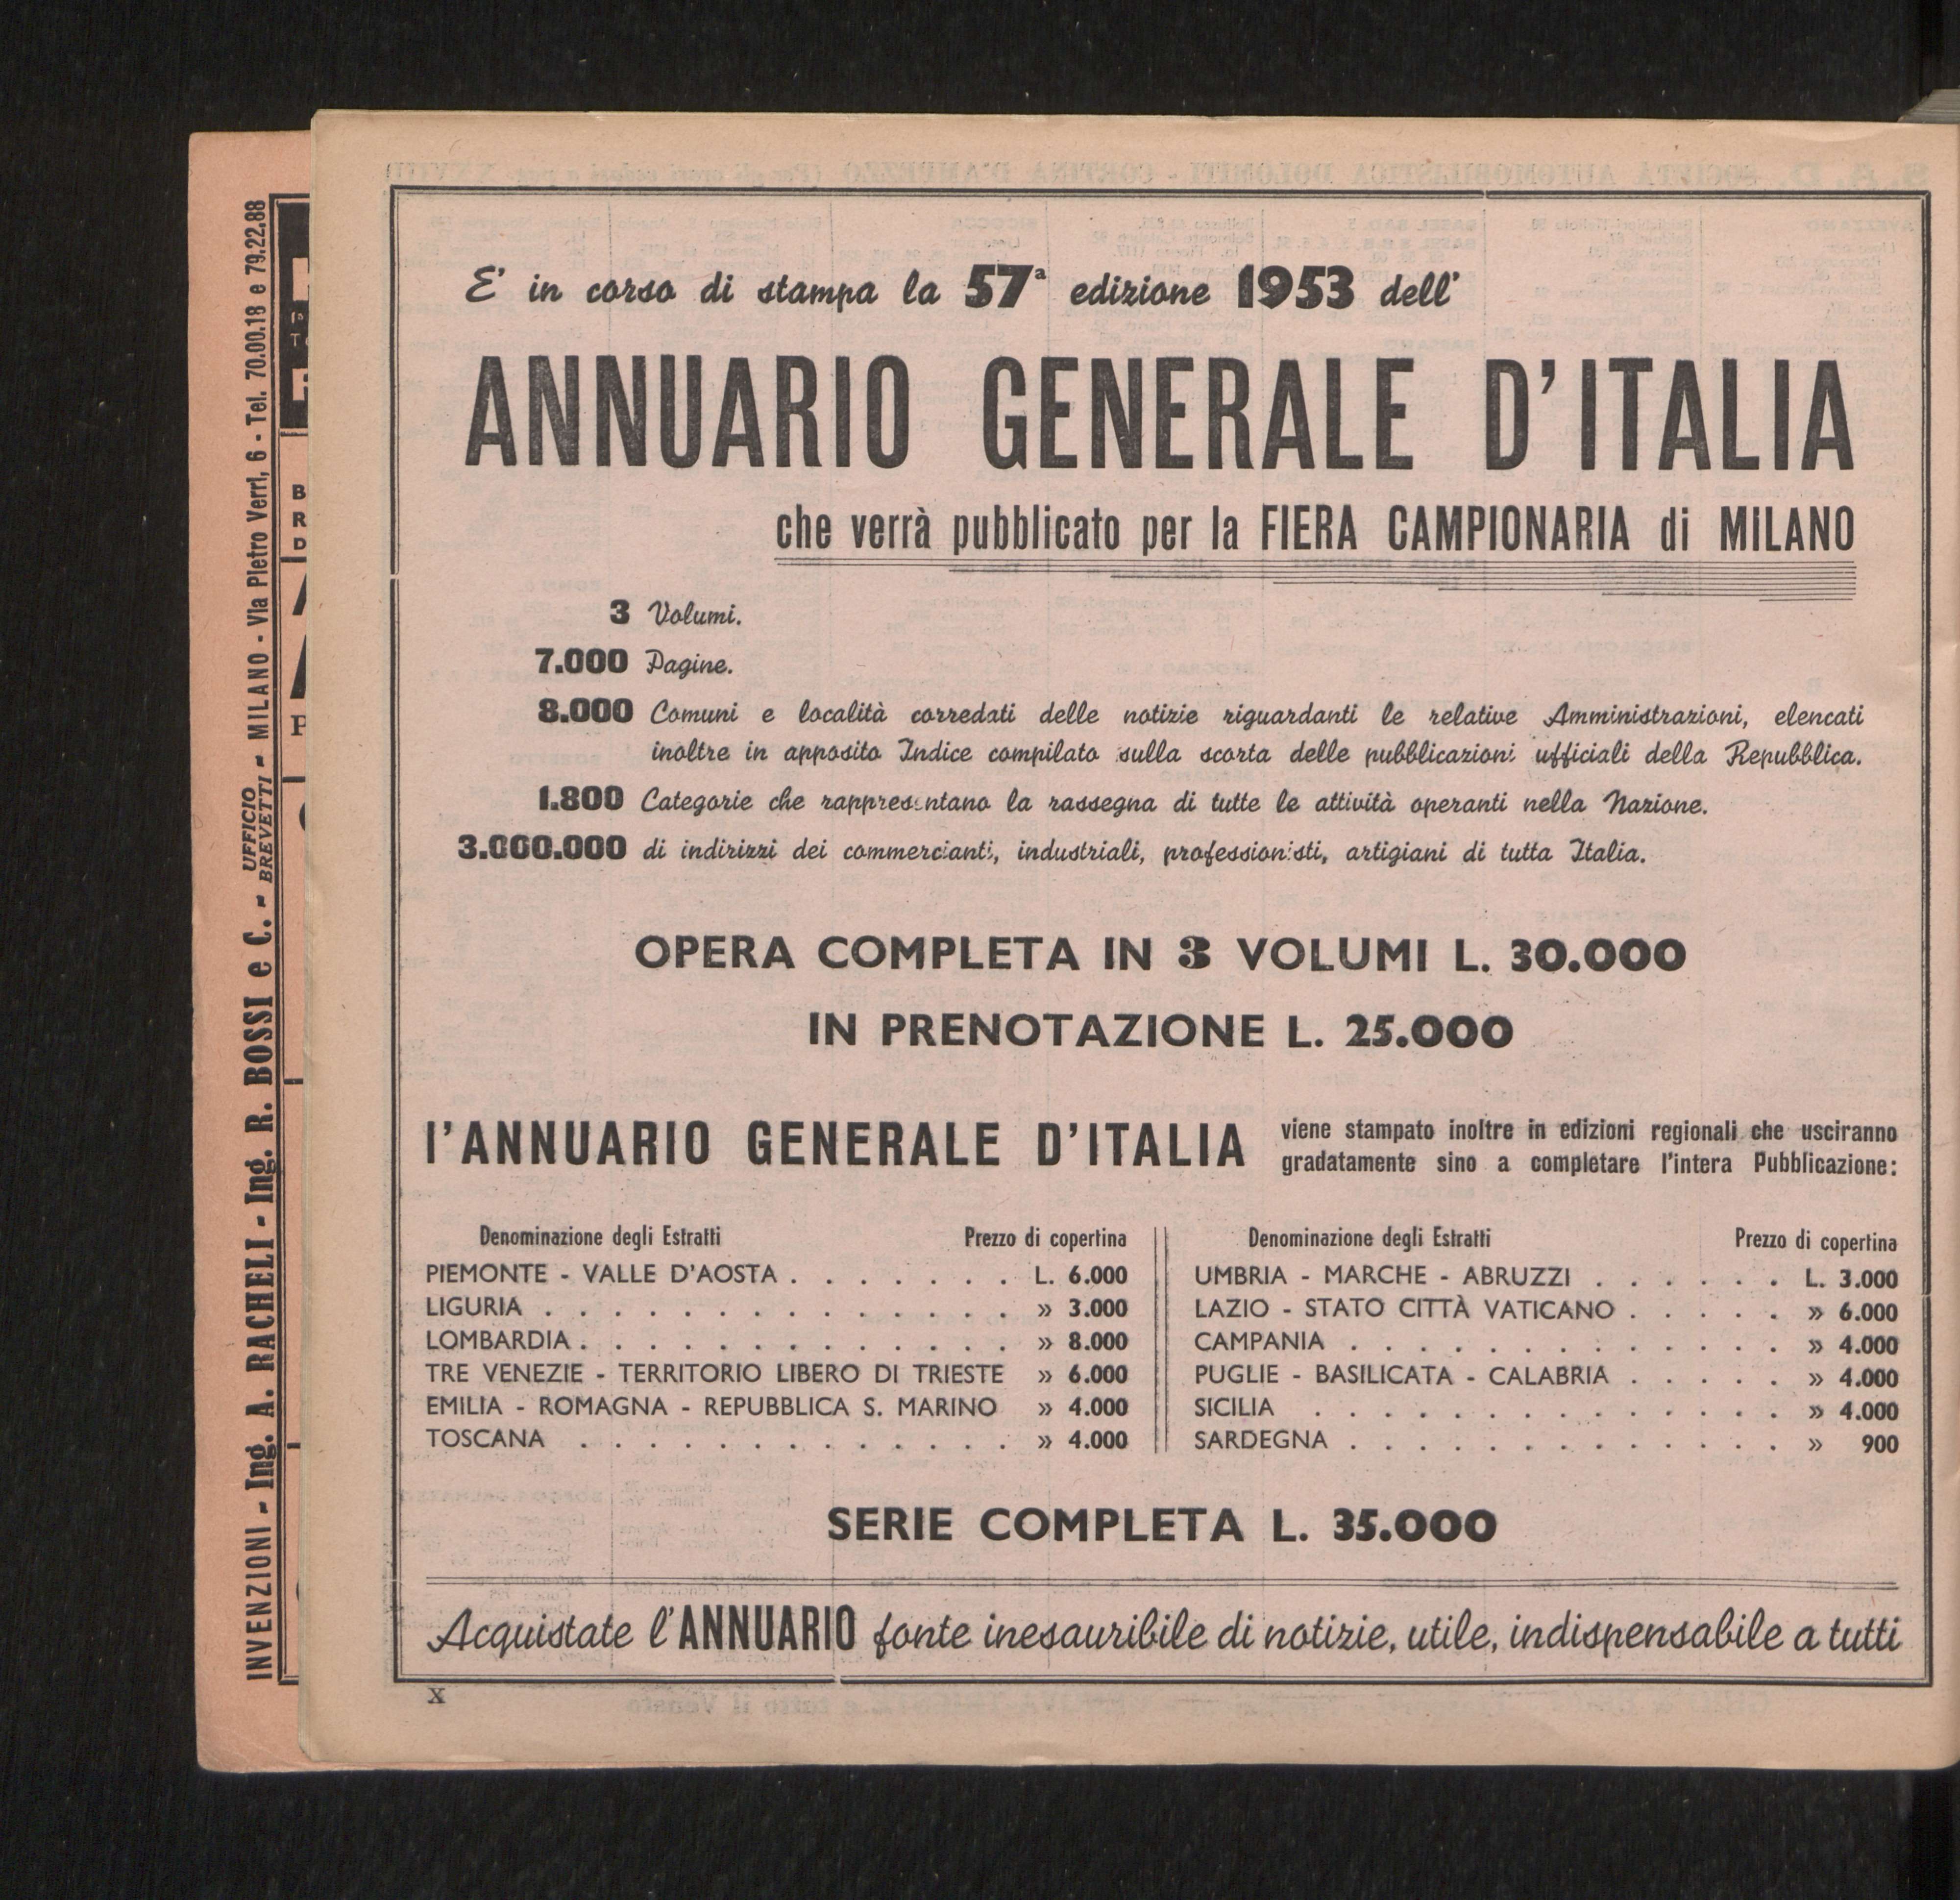 E' in corso di stampa la 57ª edizione 1953 dell'
ANNUARIO GENERALE D'ITALIA
che verrà pubblicato per la FIERA CAMPIONARIA di MILANO
3 Volumi.
7.000 Pagine.
8.000 Comuni e località corredati delle notizie riguardanti le relative Amministrazioni, elencati
inoltre in apposito Indice compilato sulla scorta delle pubblicazioni ufficiali della Repubblica.
1.800 Categorie che rappresentano la rassegna di tutte le attività operanti nella Nazione.
3.000.000 di indirizzi dei commercianti, industriali, professionisti, artigiani di tutta Italia.
OPERA COMPLETA IN 3 VOLUMI L. 30.000
IN PRENOTAZIONE L. 25.000
l'ANNUARIO GENERALE D'ITALIA viene stampato inoltre in edizioni regionali che usciranno
gradatamente sino a completare l'intera Pubblicazione:
Denominazione degli Estratti Prezzo di copertina
PIEMONTE - VALLE D'AOSTA . . . . . . . L. 6.000
LIGURIA . . . . . . . . . . . . . » 3.000
LOMBARDIA . . . . . . . . . . . . » 8.000
TRE VENEZIE - TERRITORIO LIBERO DI TRIESTE » 6.000
EMILIA - ROMAGNA - REPUBBLICA S. MARINO » 4.000
TOSCANA . . . . . . . . . . . . » 4.000
Denominazione degli Estratti Prezzo di copertina
UMBRIA - MARCHE - ABRUZZI . . . . . . L. 3.000
LAZIO - STATO CITTÀ VATICANO . . . . . » 6.000
CAMPANIA . . . . . . . . . . . . . » 4.000
PUGLIE - BASILICATA - CALABRIA . . . . . » 4.000
SICILIA . . . . . . . . . . . . . . » 4.000
SARDEGNA . . . . . . . . . . . . . » 900
SERIE COMPLETA L. 35.000
Acquistate l'ANNUARIO fonte inesauribile di notizie, utile, indispensabile a tutti
X
INVENZIONI - Ing. A. RACHELI - Ing. R. BOSSI e C. - UFFICIO BREVETTI - MILANO - Via Pietro Verri, 6 - Tel. 70.00.18 e 79.22.88